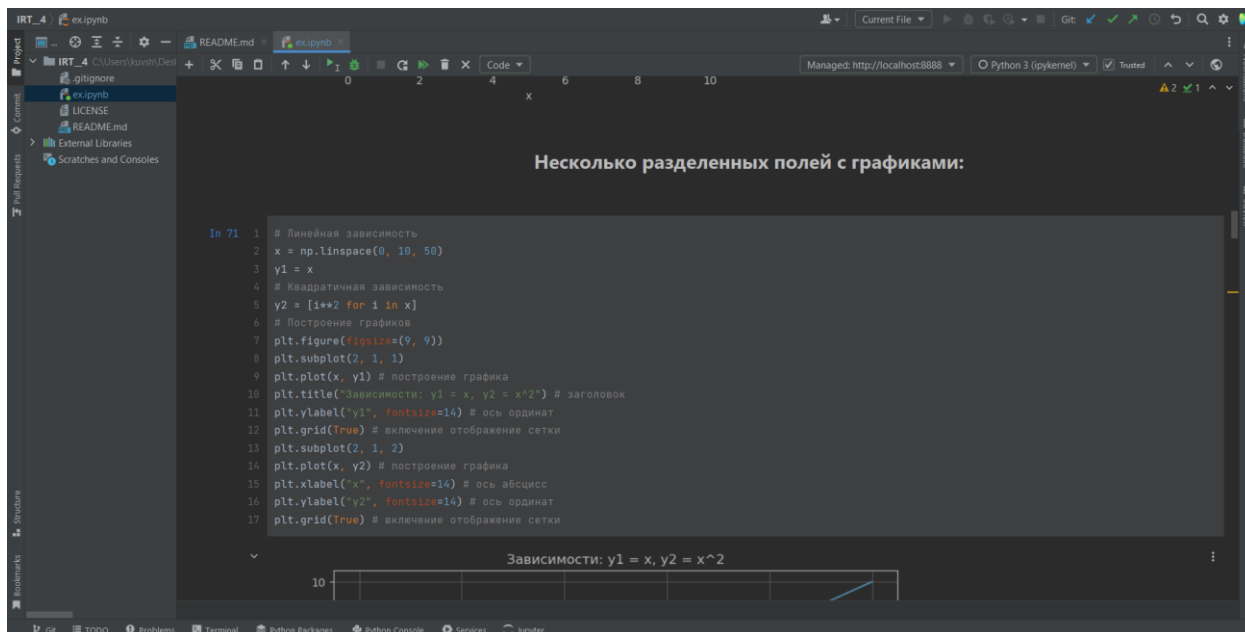 IRT_4 ex.ipynb Current File Git:
Project README.md ex.ipynb
IRT_4 C:\Users\kuvsh\Desl
Code Managed: http://localhost:8888 Python 3 (ipykernel) Trusted
.gitignore
0 2 4 6 8 10
2 1
ex.ipynb
x
Commit
LICENSE
README.md
External Libraries
Scratches and Consoles
Несколько разделенных полей с графиками:
Pull Requests
In 71 1 # Линейная зависимость
2 x = np.linspace(0, 10, 50)
3 y1 = x
4 # Квадратичная зависимость
5 y2 = [i**2 for i in x]
6 # Построение графиков
7 plt.figure(figsize=(9, 9))
8 plt.subplot(2, 1, 1)
9 plt.plot(x, y1) # построение графика
10 plt.title("Зависимости: y1 = x, y2 = x^2") # заголовок
11 plt.ylabel("y1", fontsize=14) # ось ординат
12 plt.grid(True) # включение отображение сетки
13 plt.subplot(2, 1, 2)
14 plt.plot(x, y2) # построение графика
15 plt.xlabel("x", fontsize=14) # ось абсцисс
16 plt.ylabel("y2", fontsize=14) # ось ординат
17 plt.grid(True) # включение отображение сетки
Structure
Bookmarks
Зависимости: y1 = x, y2 = x^2
10
Git TODO Problems Terminal Python Packages Python Console Services Jupyter